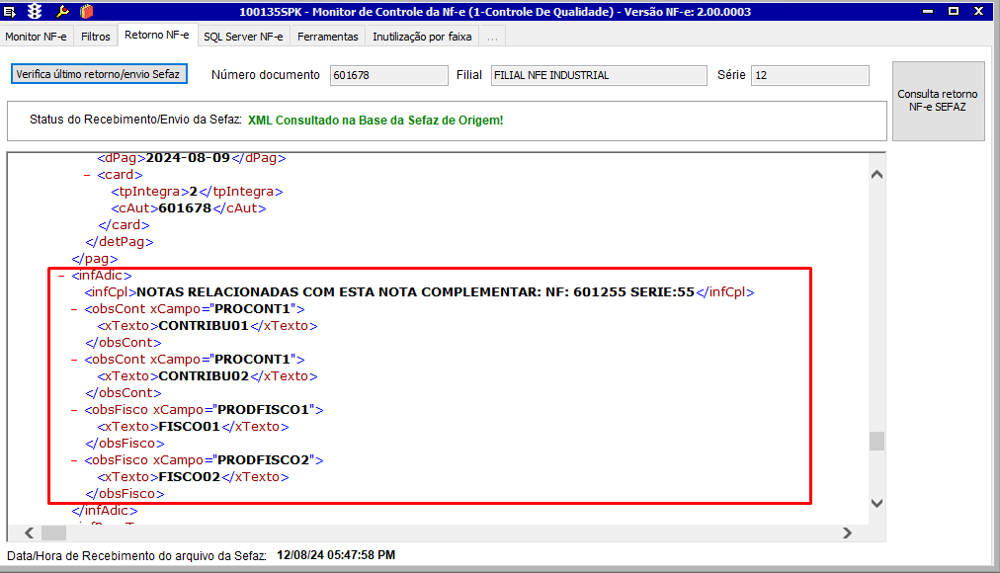 100135SPK - Monitor de Controle da Nf-e (1-Controle De Qualidade) - Versão NF-e: 2.00.0003
Monitor NF-e Filtros Retorno NF-e SQL Server NF-e Ferramentas Inutilização por faixa ...
Verifica último retorno/envio Sefaz Número documento 601678 Filial FILIAL NFE INDUSTRIAL Série 12
Consulta retorno
NF-e SEFAZ
Status do Recebimento/Envio da Sefaz: XML Consultado na Base da Sefaz de Origem!
<dPag>2024-08-09</dPag>
- <card>
<tpIntegra>2</tpIntegra>
<cAut>601678</cAut>
</card>
</detPag>
</pag>
- <infAdic>
<infCpl>NOTAS RELACIONADAS COM ESTA NOTA COMPLEMENTAR: NF: 601255 SERIE:55</infCpl>
- <obsCont xCampo="PROCONT1">
<xTexto>CONTRIBU01</xTexto>
</obsCont>
- <obsCont xCampo="PROCONT1">
<xTexto>CONTRIBU02</xTexto>
</obsCont>
- <obsFisco xCampo="PRODFISCO1">
<xTexto>FISCO01</xTexto>
</obsFisco>
- <obsFisco xCampo="PRODFISCO2">
<xTexto>FISCO02</xTexto>
</obsFisco>
</infAdic>
Data/Hora de Recebimento do arquivo da Sefaz: 12/08/24 05:47:58 PM